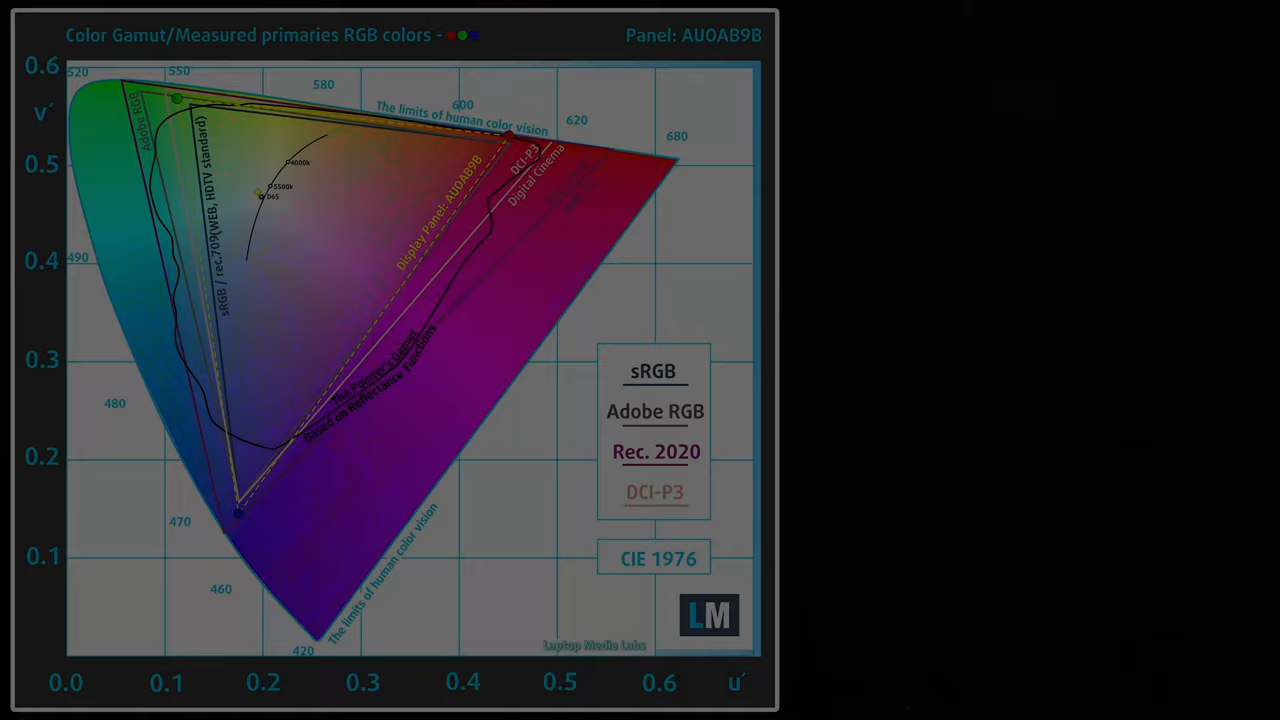 Color Gamut/Measured primaries RGB colors -
Panel: AUOAB9B
0.6
v´
0.5
0.4
0.3
0.2
0.1
0.0
0.1
0.2
0.3
0.4
0.5
0.6
u´
520
550
580
600
620
680
490
480
470
460
420
The limits of human color vision
Adobe RGB
sRGB / rec.709(WEB, HDTV standard)
4000k
5500k
D65
Display Panel: AUOAB9B
DCI-P3
Digital Cinema
The Pointer's Gamut
Based on Reflectance Functions
The limits of human color vision
sRGB
Adobe RGB
Rec. 2020
DCI-P3
CIE 1976
LM
Laptop Media Labs